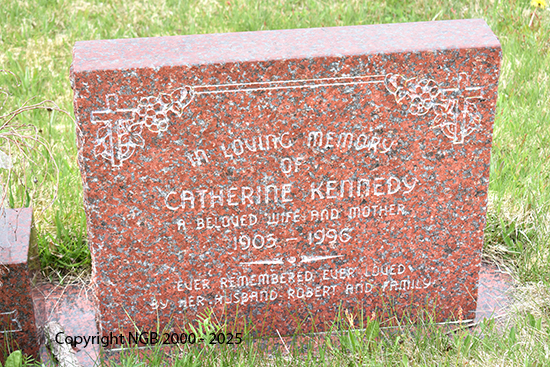 IN LOVING MEMORY
OF
CATHERINE KENNEDY
A BELOVED WIFE AND MOTHER
1905 – 1996
EVER REMEMBERED EVER LOVED
BY HER HUSBAND ROBERT AND FAMILY.
Copyright NGB 2000 - 2025